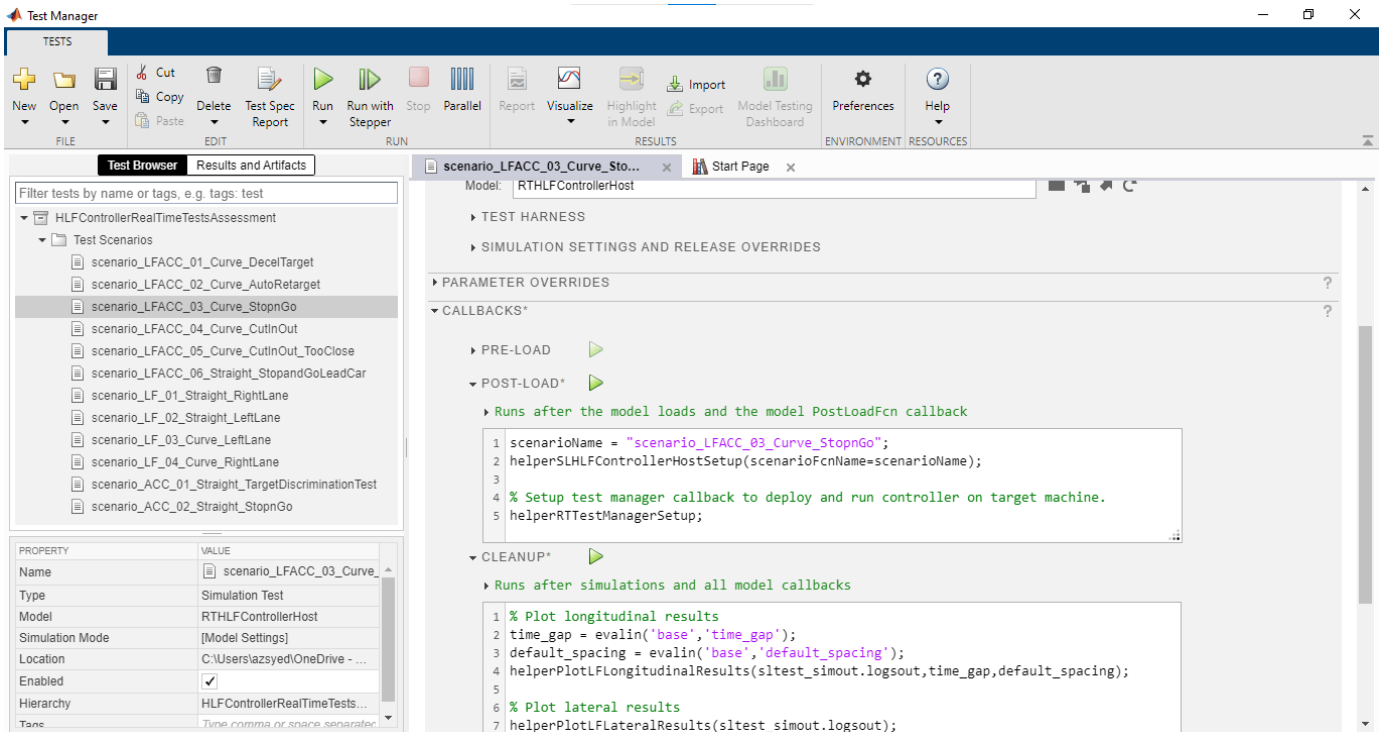 Test Manager
TESTS
New
Open
Save
Cut
Copy
Paste
Delete
Test Spec
Report
Run
Run with
Stepper
Stop
Parallel
Report
Visualize
Highlight
in Model
Import
Export
Model Testing
Dashboard
Preferences
Help
FILE
EDIT
RUN
RESULTS
ENVIRONMENT
RESOURCES
Test Browser
Results and Artifacts
Filter tests by name or tags, e.g. tags: test
HLFControllerRealTimeTestsAssessment
Test Scenarios
scenario_LFACC_01_Curve_DecelTarget
scenario_LFACC_02_Curve_AutoRetarget
scenario_LFACC_03_Curve_StopnGo
scenario_LFACC_04_Curve_CutInOut
scenario_LFACC_05_Curve_CutInOut_TooClose
scenario_LFACC_06_Straight_StopandGoLeadCar
scenario_LF_01_Straight_RightLane
scenario_LF_02_Straight_LeftLane
scenario_LF_03_Curve_LeftLane
scenario_LF_04_Curve_RightLane
scenario_ACC_01_Straight_TargetDiscriminationTest
scenario_ACC_02_Straight_StopnGo
PROPERTY VALUE
Name scenario_LFACC_03_Curve_
Type Simulation Test
Model RTHLFControllerHost
Simulation Mode [Model Settings]
Location C:\Users\azsyed\OneDrive - ...
Enabled
Hierarchy HLFControllerRealTimeTests...
Tags Type comma or space separated
scenario_LFACC_03_Curve_Sto...
Start Page
Model: RTHLFControllerHost
TEST HARNESS
SIMULATION SETTINGS AND RELEASE OVERRIDES
PARAMETER OVERRIDES ?
CALLBACKS* ?
PRE-LOAD
POST-LOAD*
Runs after the model loads and the model PostLoadFcn callback
1 scenarioName = "scenario_LFACC_03_Curve_StopnGo";
2 helperSLHLFControllerHostSetup(scenarioFcnName=scenarioName);
3
4 % Setup test manager callback to deploy and run controller on target machine.
5 helperRTTestManagerSetup;
CLEANUP*
Runs after simulations and all model callbacks
1 % Plot longitudinal results
2 time_gap = evalin('base','time_gap');
3 default_spacing = evalin('base','default_spacing');
4 helperPlotLFLongitudinalResults(sltest_simout.logsout,time_gap,default_spacing);
5
6 % Plot lateral results
7 helperPlotLFLateralResults(sltest_simout.logsout);